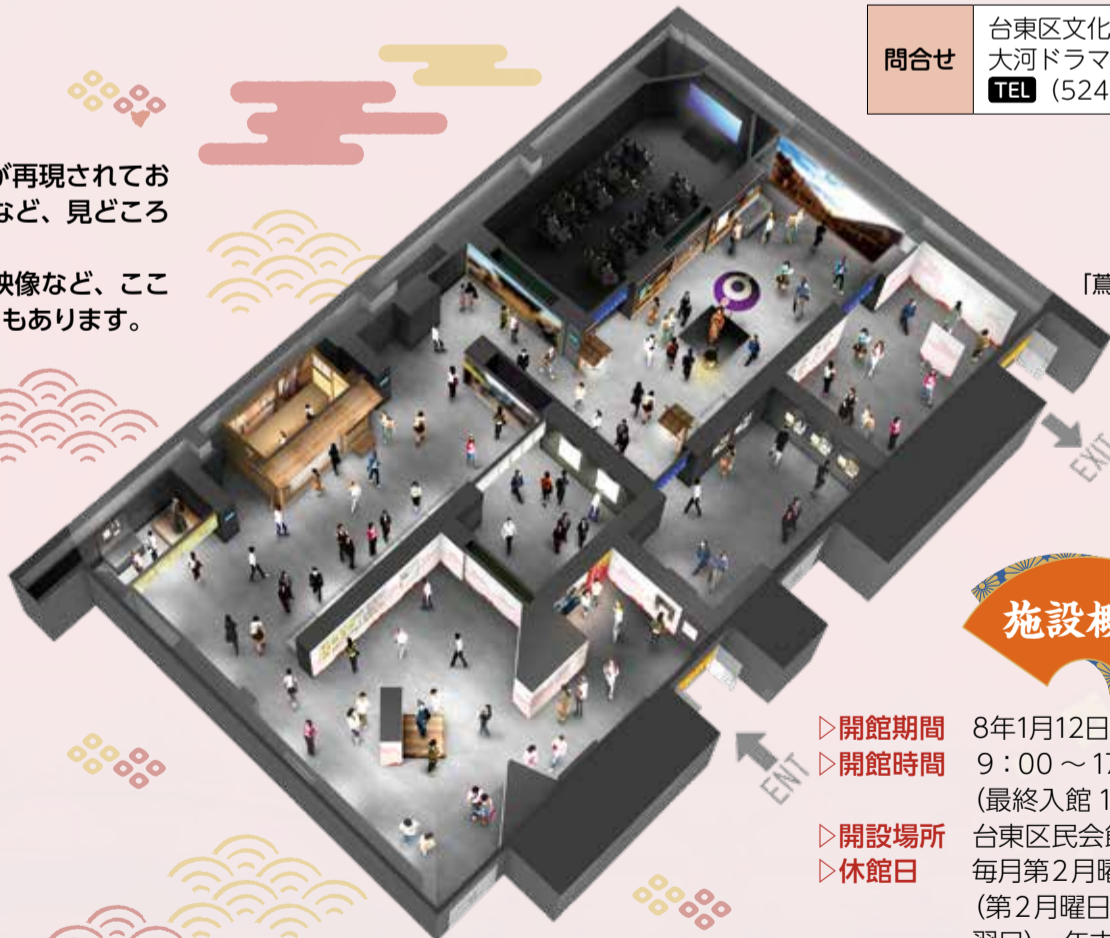 問合せ
台東区文化
大河ドラマ
TEL (524
が再現されてお
など、見どころ
映像など、ここ
もあります。
「蔦
EXIT
ENT
施設概
▷開館期間 8年1月12日
▷開館時間 9:00~17
(最終入館 1
▷開設場所 台東区民会館
▷休館日 毎月第2月曜
(第2月曜日